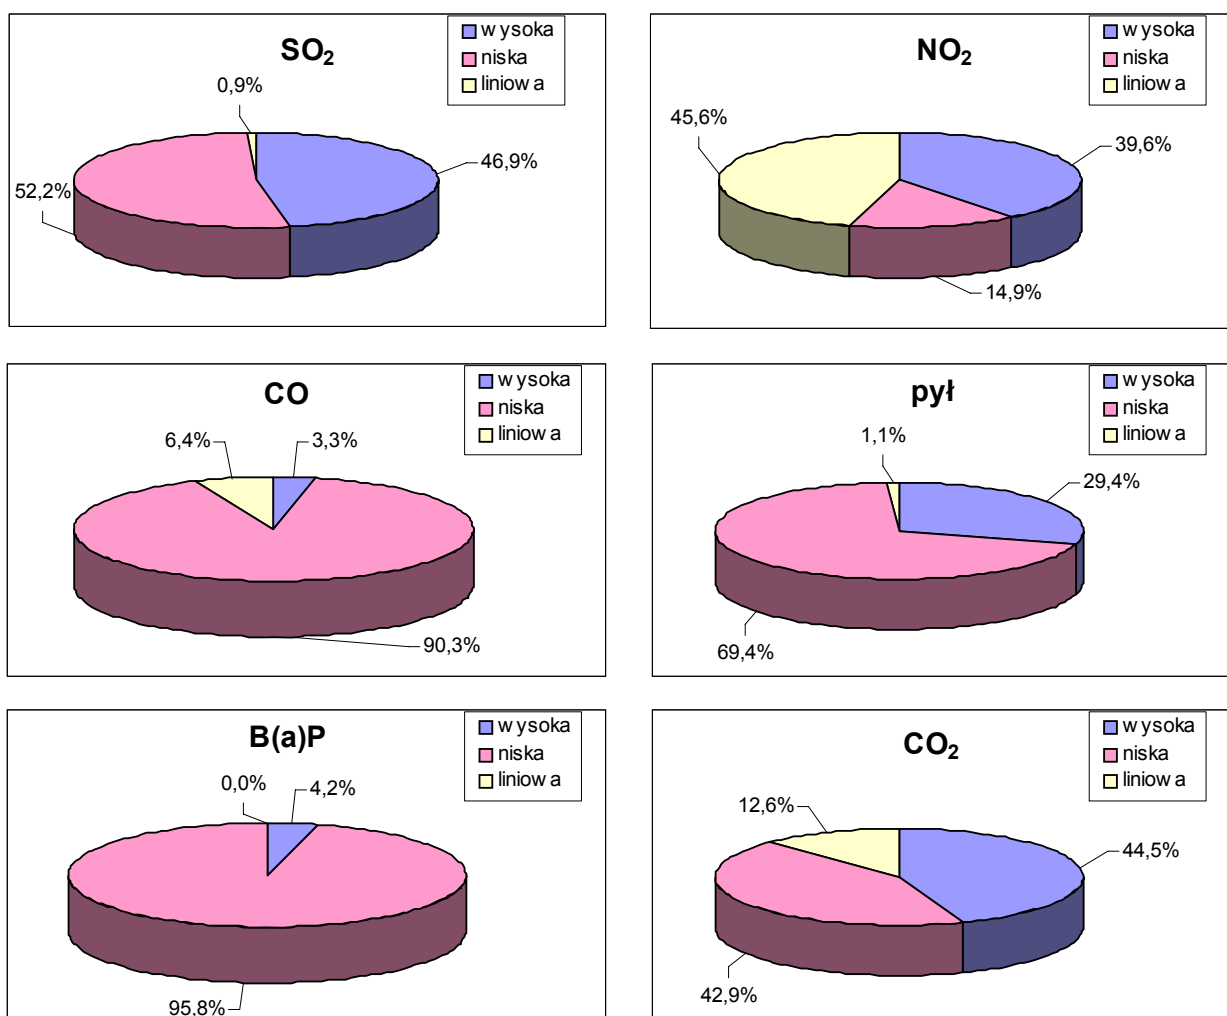 SO₂
wysoka
niska
liniowa
0,9%
46,9%
52,2%
NO₂
wysoka
niska
liniowa
45,6%
39,6%
14,9%
CO
wysoka
niska
liniowa
6,4%
3,3%
90,3%
pył
wysoka
niska
liniowa
1,1%
29,4%
69,4%
B(a)P
wysoka
niska
liniowa
0,0%
4,2%
95,8%
CO₂
wysoka
niska
liniowa
12,6%
44,5%
42,9%